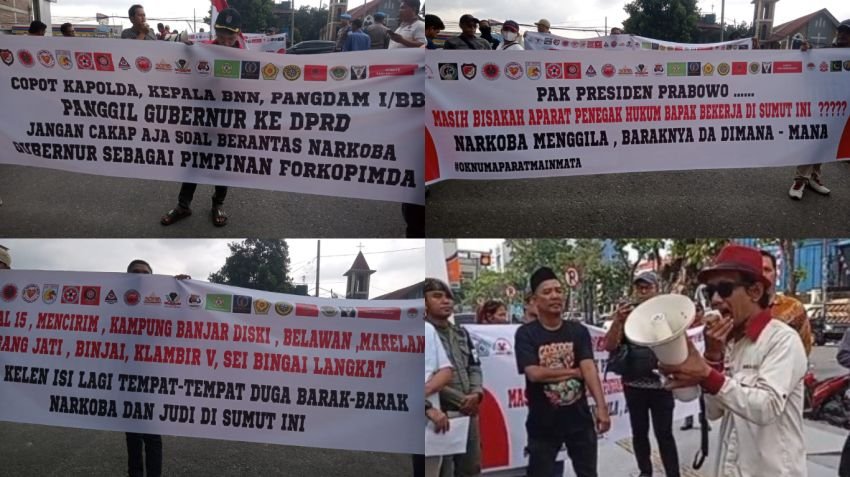 COPOT KAPOLDA, KEPALA BNN, PANGDAM I/BB
PANGGIL GUBERNUR KE DPRD
JANGAN CAKAP AJA SOAL BERANTAS NARKOBA
GUBERNUR SEBAGAI PIMPINAN FORKOPIMDA
PAK PRESIDEN PRABOWO ......
MASIH BISAKAH APARAT PENEGAK HUKUM BAPAK BEKERJA DI SUMUT INI ?????
NARKOBA MENGGILA , BARAKNYA DA DIMANA - MANA
#OKNUMAPARATMAINMATA
AL 15 , MENCIRIM , KAMPUNG BANJAR DISKI , BELAWAN ,MARELAN
RANG JATI , BINJAI, KLAMBIR V, SEI BINGAI LANGKAT
KELEN ISI LAGI TEMPAT-TEMPAT DUGA BARAK-BARAK
NARKOBA DAN JUDI DI SUMUT INI